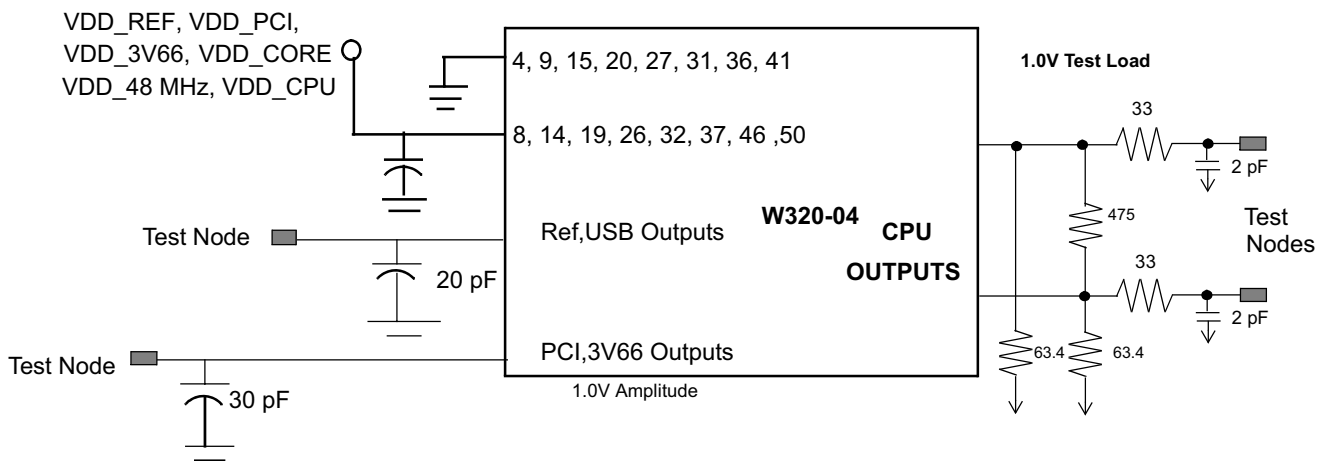 VDD_REF, VDD_PCI,
VDD_3V66, VDD_CORE
VDD_48 MHz, VDD_CPU
4, 9, 15, 20, 27, 31, 36, 41
8, 14, 19, 26, 32, 37, 46 ,50
Test Node
Ref,USB Outputs
20 pF
Test Node
PCI,3V66 Outputs
30 pF
1.0V Amplitude
W320-04
CPU
OUTPUTS
1.0V Test Load
33
2 pF
475
Test
Nodes
33
2 pF
63.4
63.4